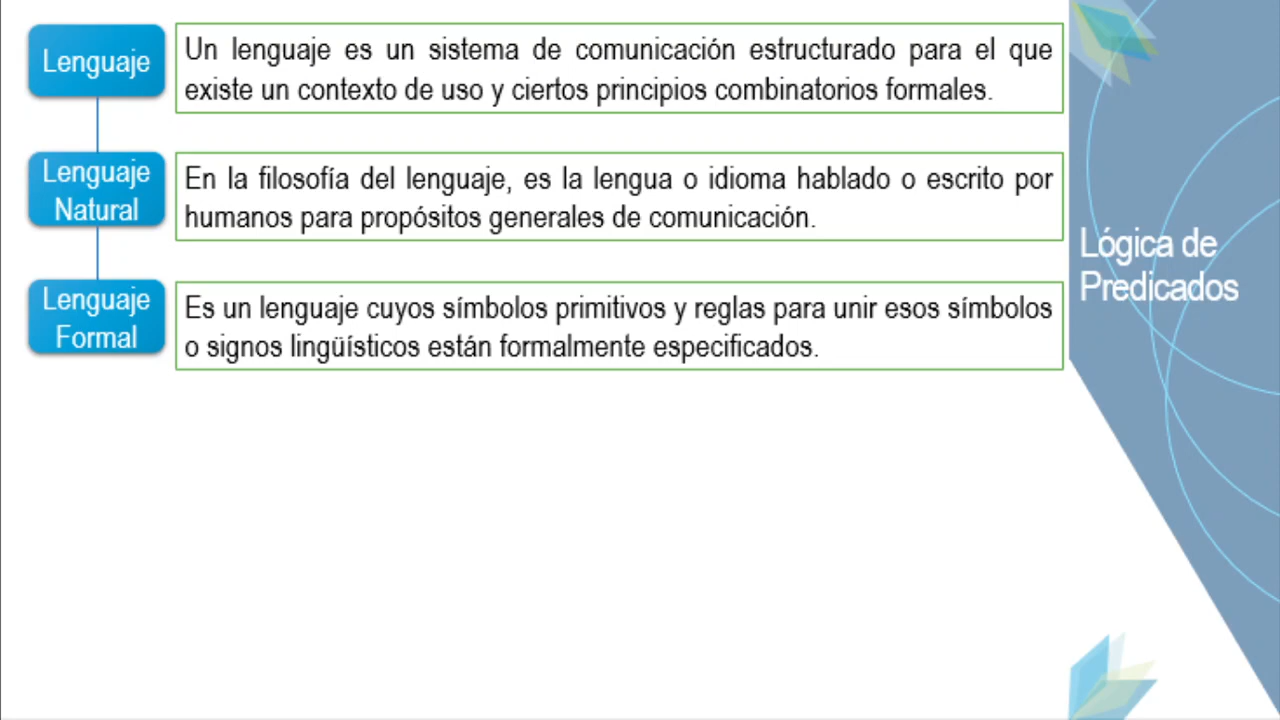 Lenguaje
Un lenguaje es un sistema de comunicación estructurado para el que
existe un contexto de uso y ciertos principios combinatorios formales.
Lenguaje
Natural
En la filosofía del lenguaje, es la lengua o idioma hablado o escrito por
humanos para propósitos generales de comunicación.
Lenguaje
Formal
Es un lenguaje cuyos símbolos primitivos y reglas para unir esos símbolos
o signos lingüísticos están formalmente especificados.
Lógica de
Predicados